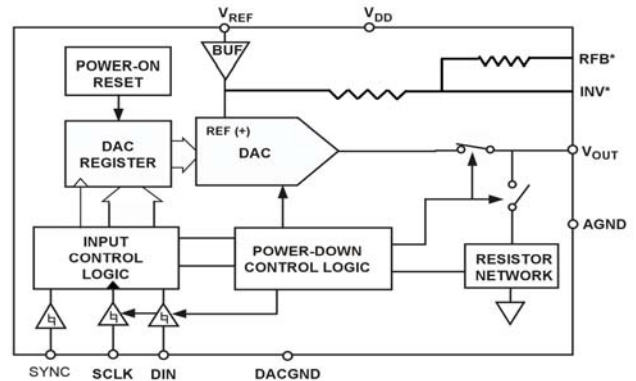 VREF
VDD
BUF
POWER-ON
RESET
RFB*
INV*
REF (+)
DAC
REGISTER
DAC
VOUT
AGND
INPUT
CONTROL
LOGIC
POWER-DOWN
CONTROL LOGIC
RESISTOR
NETWORK
SYNC
SCLK
DIN
DACGND